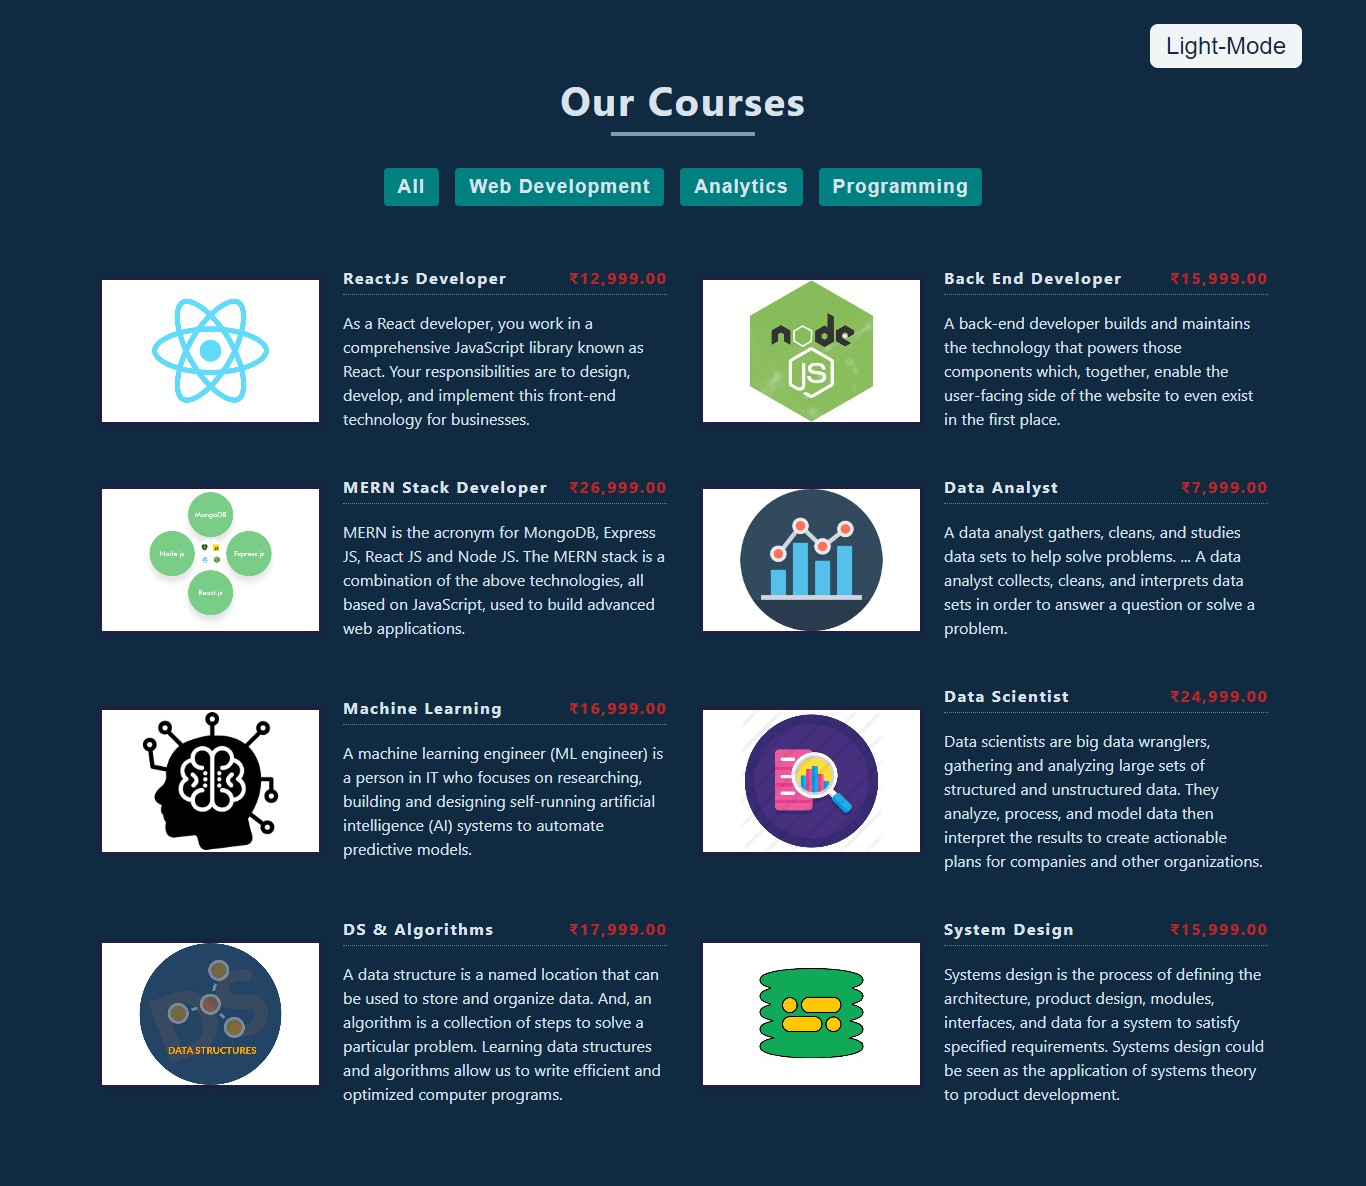 Light-Mode
Our Courses
All
Web Development
Analytics
Programming
ReactJs Developer ₹12,999.00
As a React developer, you work in a
comprehensive JavaScript library known as
React. Your responsibilities are to design,
develop, and implement this front-end
technology for businesses.
node
JS
Back End Developer ₹15,999.00
A back-end developer builds and maintains
the technology that powers those
components which, together, enable the
user-facing side of the website to even exist
in the first place.
MongoDB
Node.js
Express.js
React.js
MERN Stack Developer ₹26,999.00
MERN is the acronym for MongoDB, Express
JS, React JS and Node JS. The MERN stack is a
combination of the above technologies, all
based on JavaScript, used to build advanced
web applications.
Data Analyst ₹7,999.00
A data analyst gathers, cleans, and studies
data sets to help solve problems. ... A data
analyst collects, cleans, and interprets data
sets in order to answer a question or solve a
problem.
Machine Learning ₹16,999.00
A machine learning engineer (ML engineer) is
a person in IT who focuses on researching,
building and designing self-running artificial
intelligence (AI) systems to automate
predictive models.
Data Scientist ₹24,999.00
Data scientists are big data wranglers,
gathering and analyzing large sets of
structured and unstructured data. They
analyze, process, and model data then
interpret the results to create actionable
plans for companies and other organizations.
DS
DATA STRUCTURES
DS & Algorithms ₹17,999.00
A data structure is a named location that can
be used to store and organize data. And, an
algorithm is a collection of steps to solve a
particular problem. Learning data structures
and algorithms allow us to write efficient and
optimized computer programs.
System Design ₹15,999.00
Systems design is the process of defining the
architecture, product design, modules,
interfaces, and data for a system to satisfy
specified requirements. Systems design could
be seen as the application of systems theory
to product development.